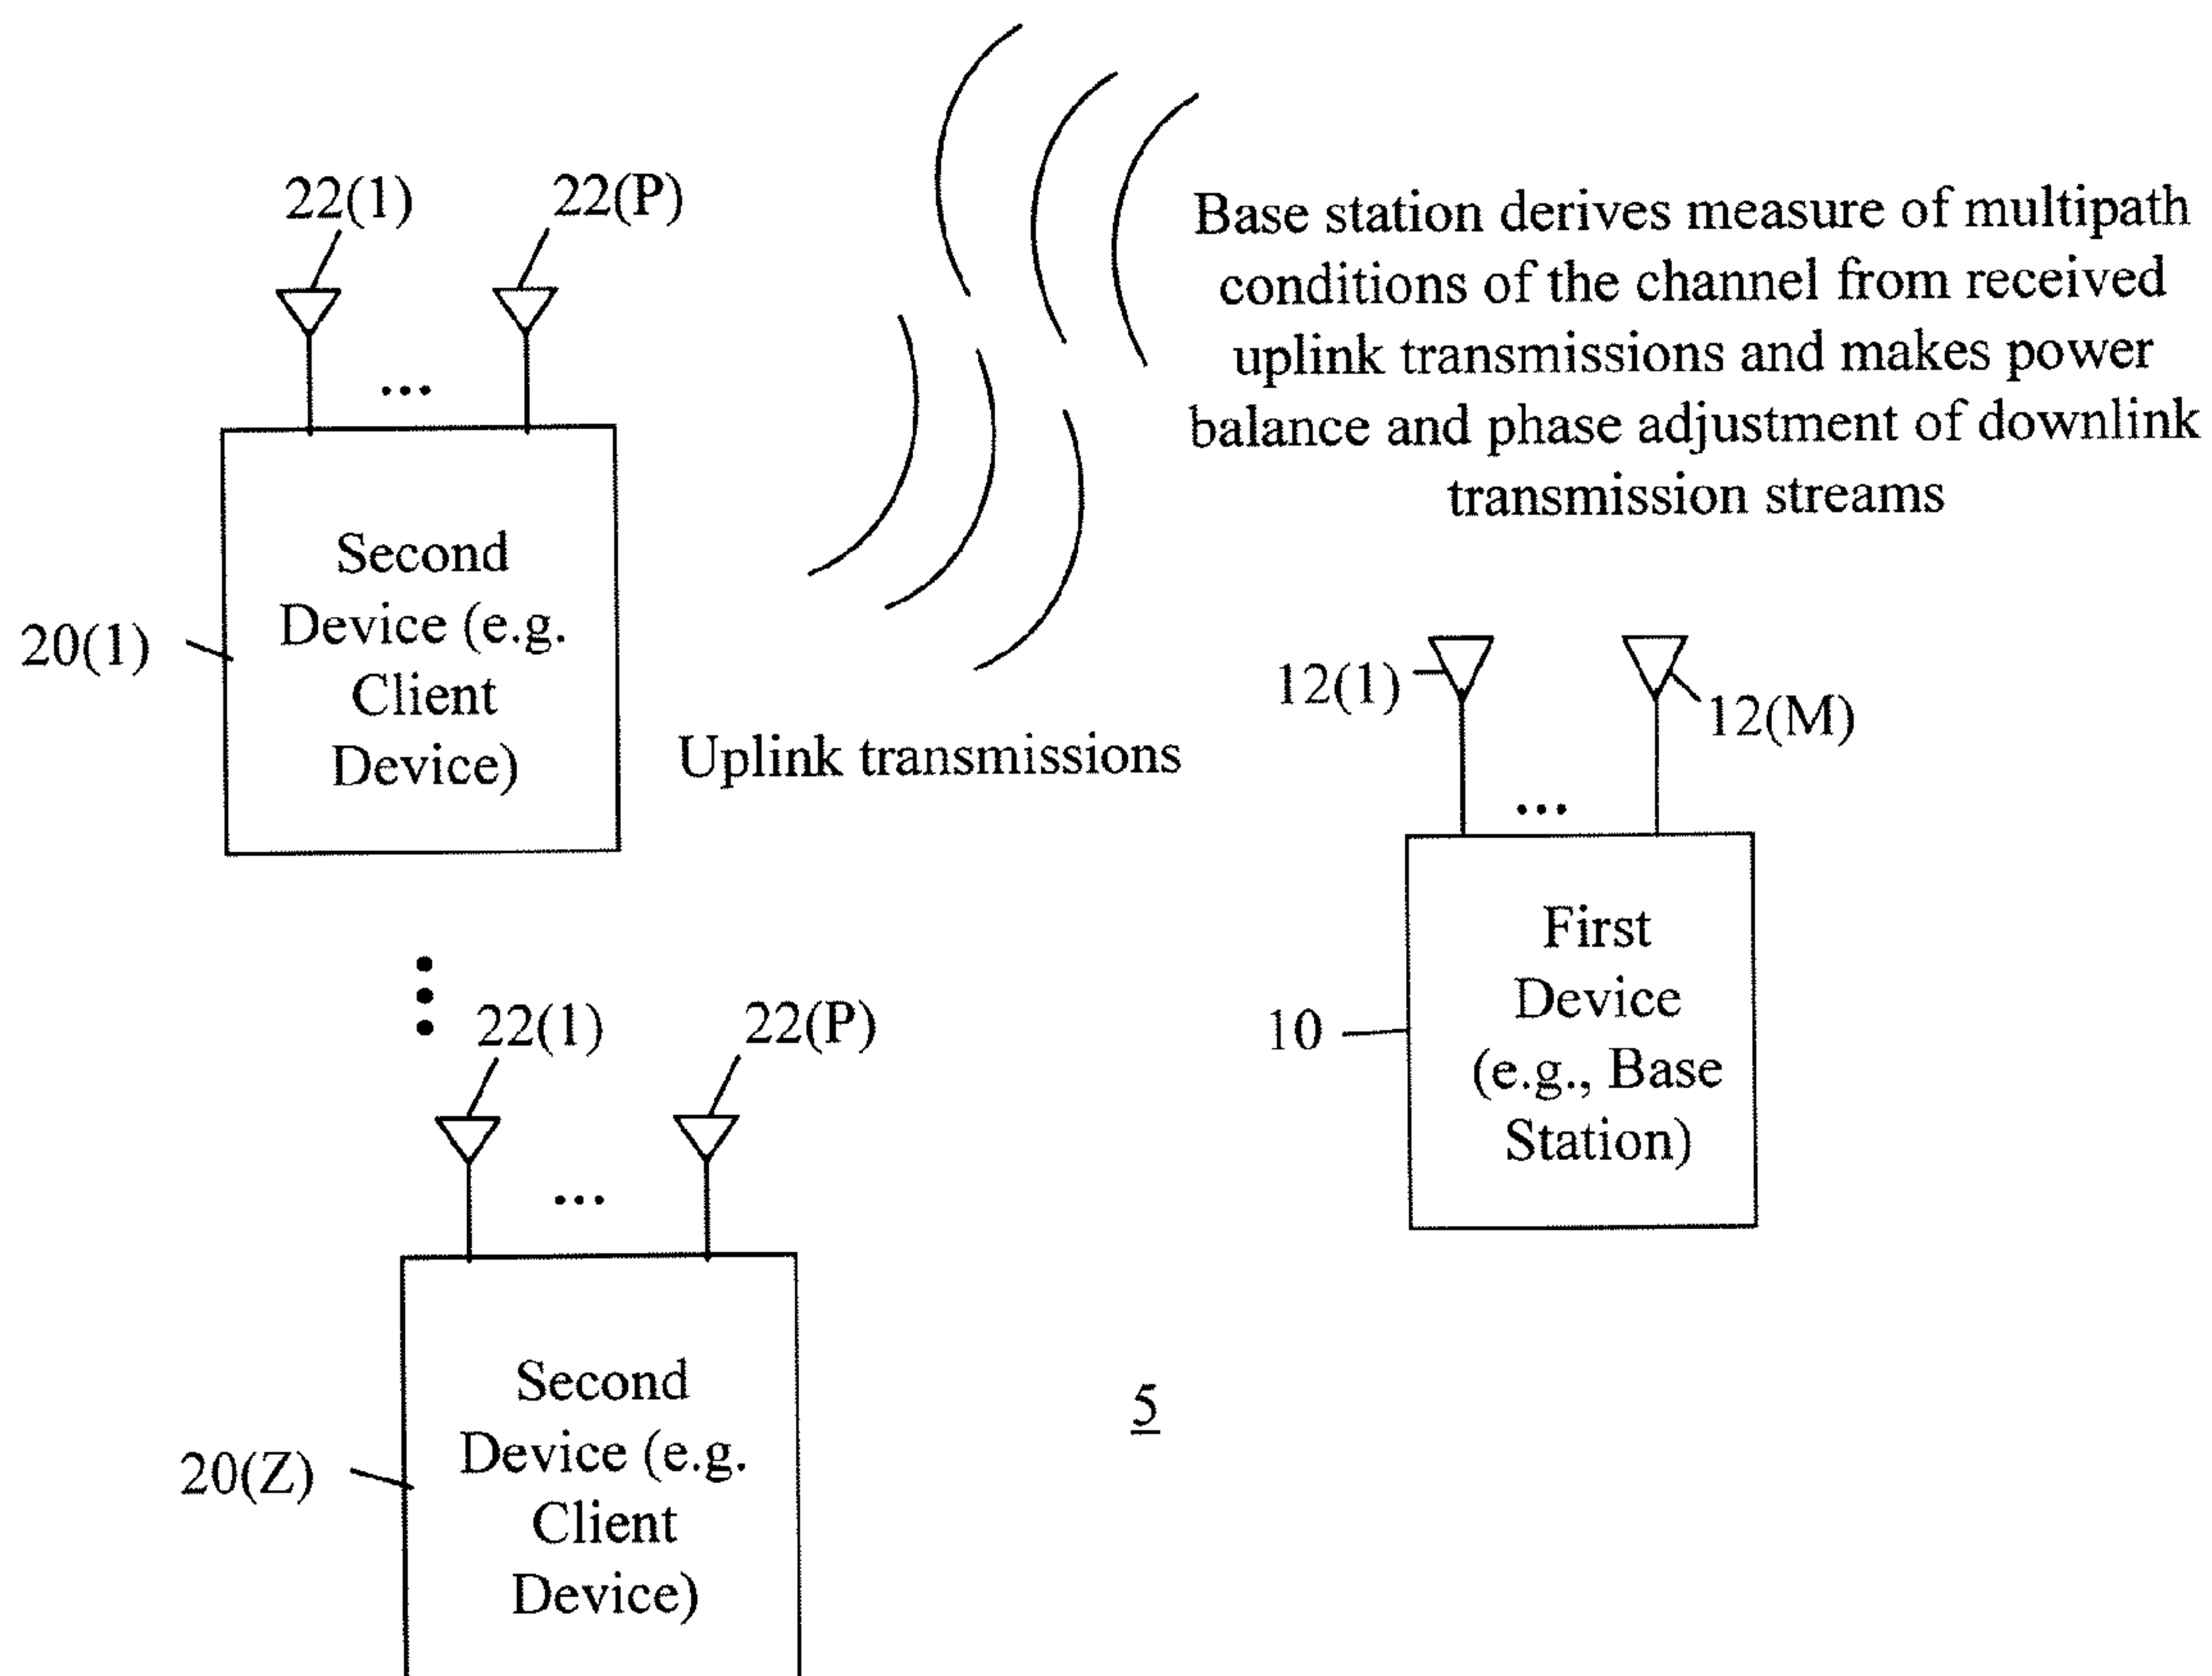 22(1)
22(P)
Base station derives measure of multipath
conditions of the channel from received
uplink transmissions and makes power
balance and phase adjustment of downlink
transmission streams
20(1)
Second
Device (e.g.
Client
Device)
Uplink transmissions
12(1)
12(M)
...
...
10
First
Device
(e.g., Base
Station)
22(1)
22(P)
...
20(Z)
Second
Device (e.g.
Client
Device)
5